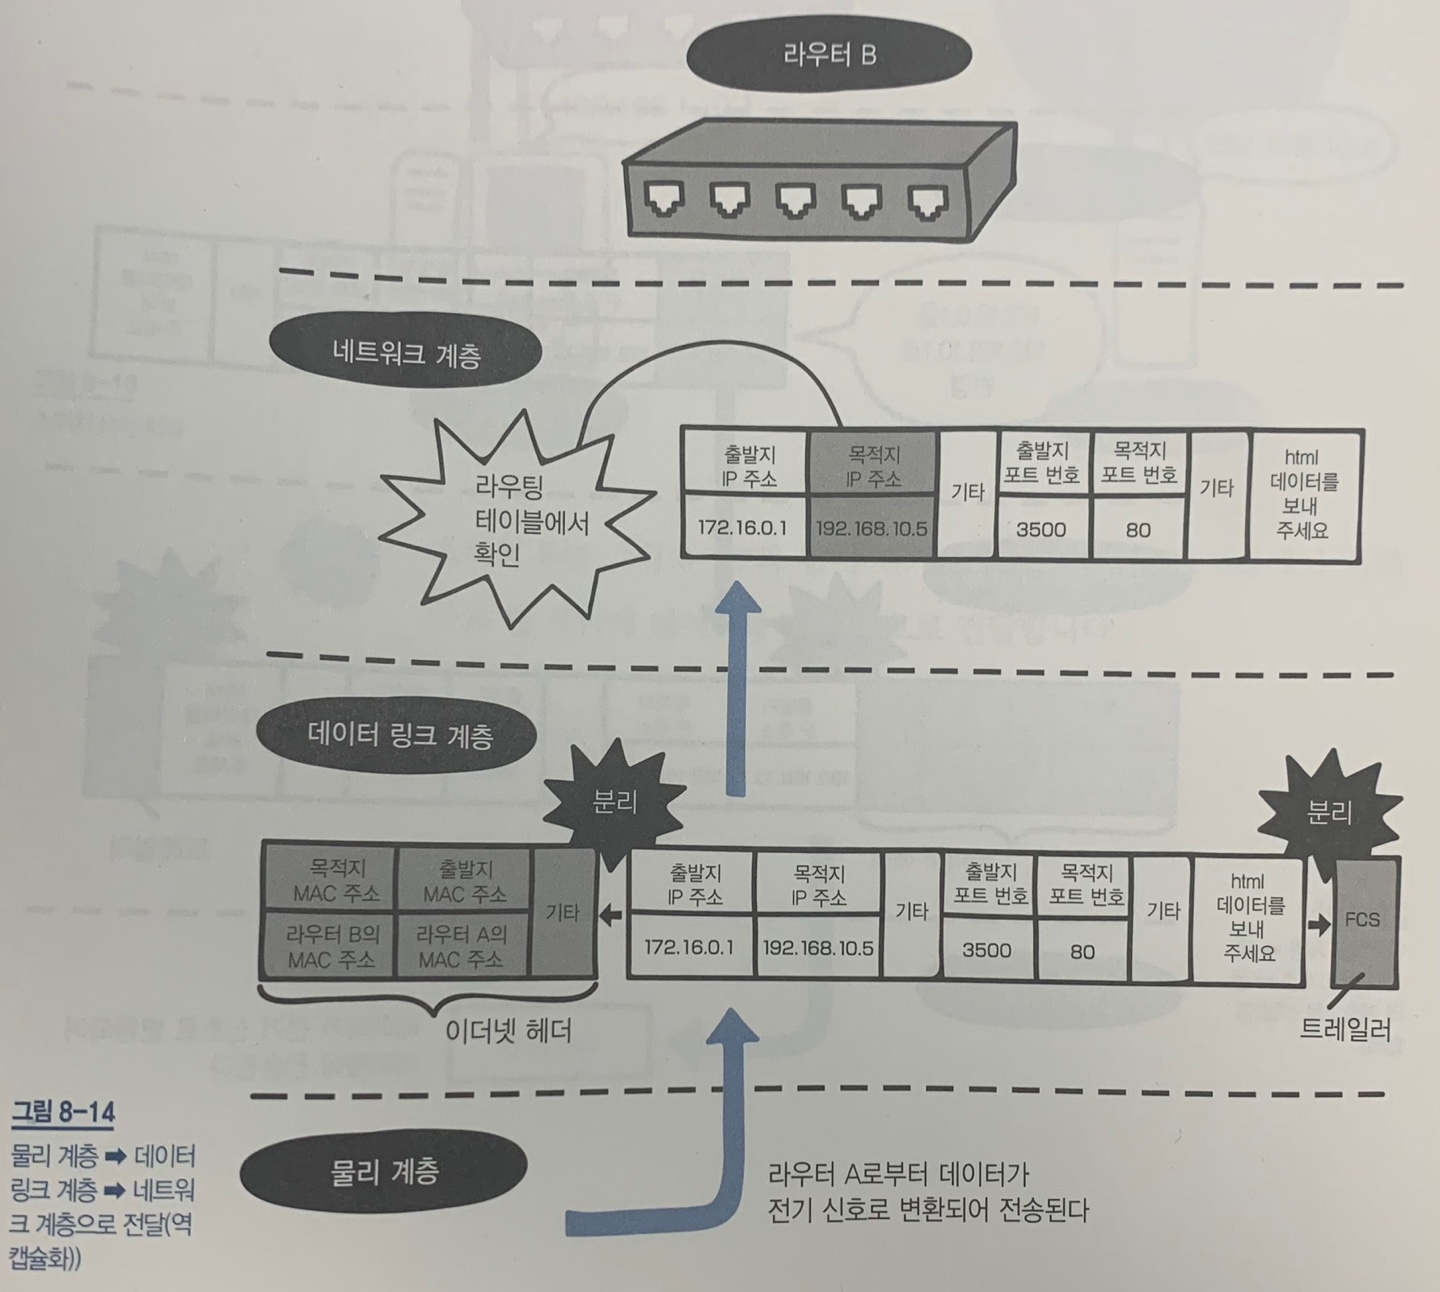 라우터 B
네트워크 계층
라우팅
테이블에서
확인
출발지
IP 주소
목적지
IP 주소
기타
출발지
포트 번호
목적지
포트 번호
기타
html
데이터를
보내
주세요
172.16.0.1
192.168.10.5
3500
80
데이터 링크 계층
분리
분리
목적지
MAC 주소
출발지
MAC 주소
기타
라우터 B의
MAC 주소
라우터 A의
MAC 주소
출발지
IP 주소
목적지
IP 주소
기타
출발지
포트 번호
목적지
포트 번호
기타
html
데이터를
보내
주세요
172.16.0.1
192.168.10.5
3500
80
FCS
이더넷 헤더
트레일러
물리 계층
라우터 A로부터 데이터가
전기 신호로 변환되어 전송된다
그림 8-14
물리 계층 ➡ 데이터
링크 계층 ➡ 네트워
크 계층으로 전달(역
캡슐화))